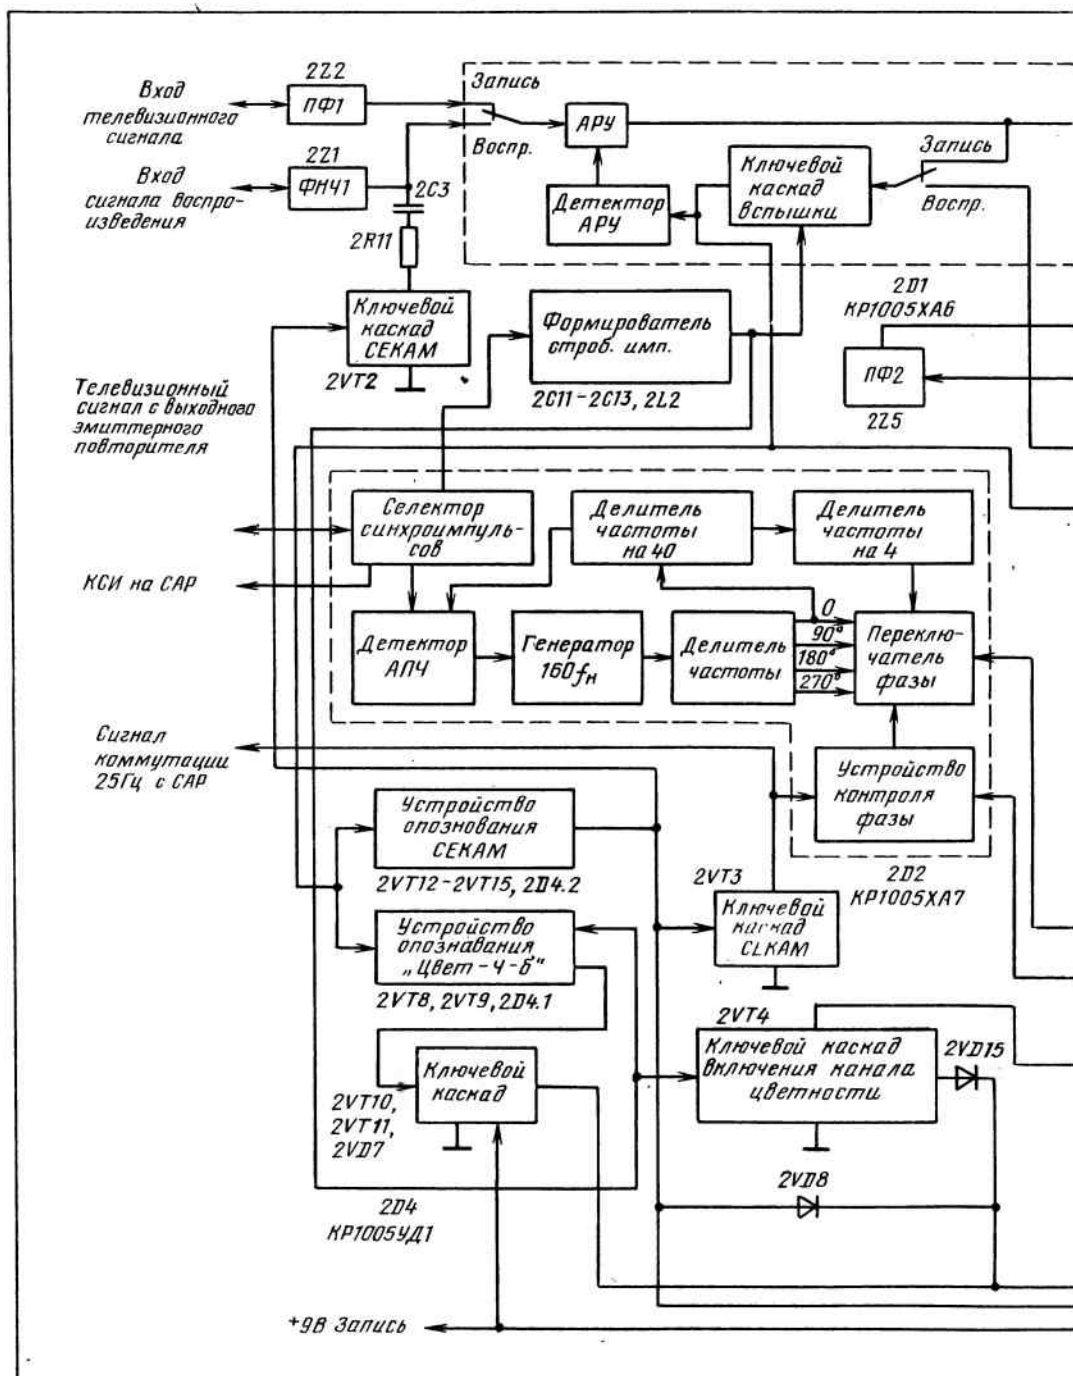 2Z2
Вход
телевизионного
сигнала
ПФ1
Запись
АРУ
Воспр.
Вход
сигнала воспро-
изведения
2Z1
ФНЧ1
2С3
2R11
Детектор
АРУ
Ключевой
каскад
вспышки
Запись
Воспр.
Ключевой
каскад
СЕКАМ
2VT2
Формирователь
строб. имп.
2С11-2С13, 2L2
2D1
КР1005ХА6
ПФ2
2Z5
Телевизионный
сигнал с выходного
эмиттерного
повторителя
Селектор
синхроимпуль-
сов
Делитель
частоты
на 40
Делитель
частоты
на 4
КСИ на САР
Детектор
АПЧ
Генератор
160fн
Делитель
частоты
0
90°
180°
270°
Переклю-
чатель
фазы
Сигнал
коммутации
25Гц с САР
Устройство
контроля
фазы
2D2
КР1005ХА7
Устройство
опознования
СЕКАМ
2VT12-2VT15, 2D4.2
2VT3
Ключевой
каскад
СLКАМ
Устройство
опознавания
„Цвет-Ч-б"
2VT8, 2VT9, 2D4.1
2VT4
Ключевой каскад
включения канала
цветности
2VD15
Ключевой
каскад
2VT10,
2VT11,
2VD7
2VD8
2D4
КР1005УД1
+9В Запись